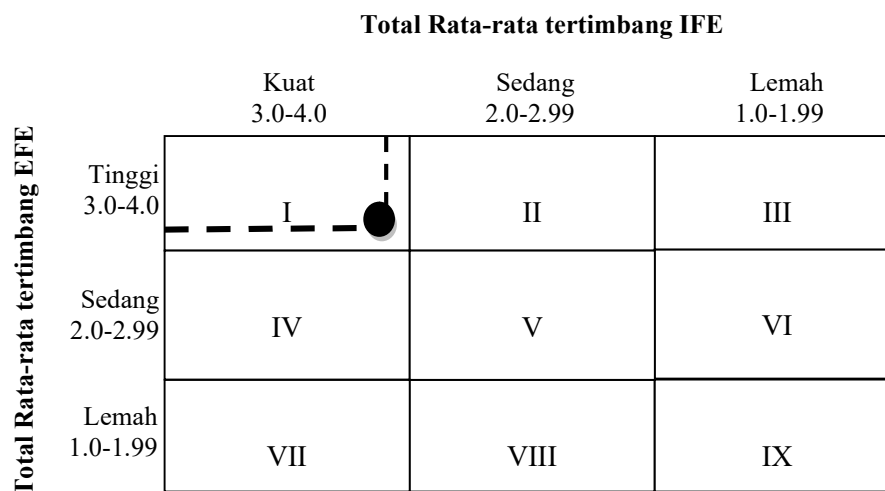 Total Rata-rata tertimbang IFE
Kuat
3.0-4.0
Sedang
2.0-2.99
Lemah
1.0-1.99
Total Rata-rata tertimbang EFE
Tinggi
3.0-4.0
I
II
III
Sedang
2.0-2.99
IV
V
VI
Lemah
1.0-1.99
VII
VIII
IX